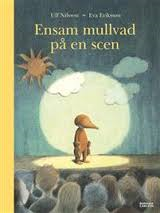 Ulf Nilsson • Eva Eriksson
Ensam mullvad
på en scen